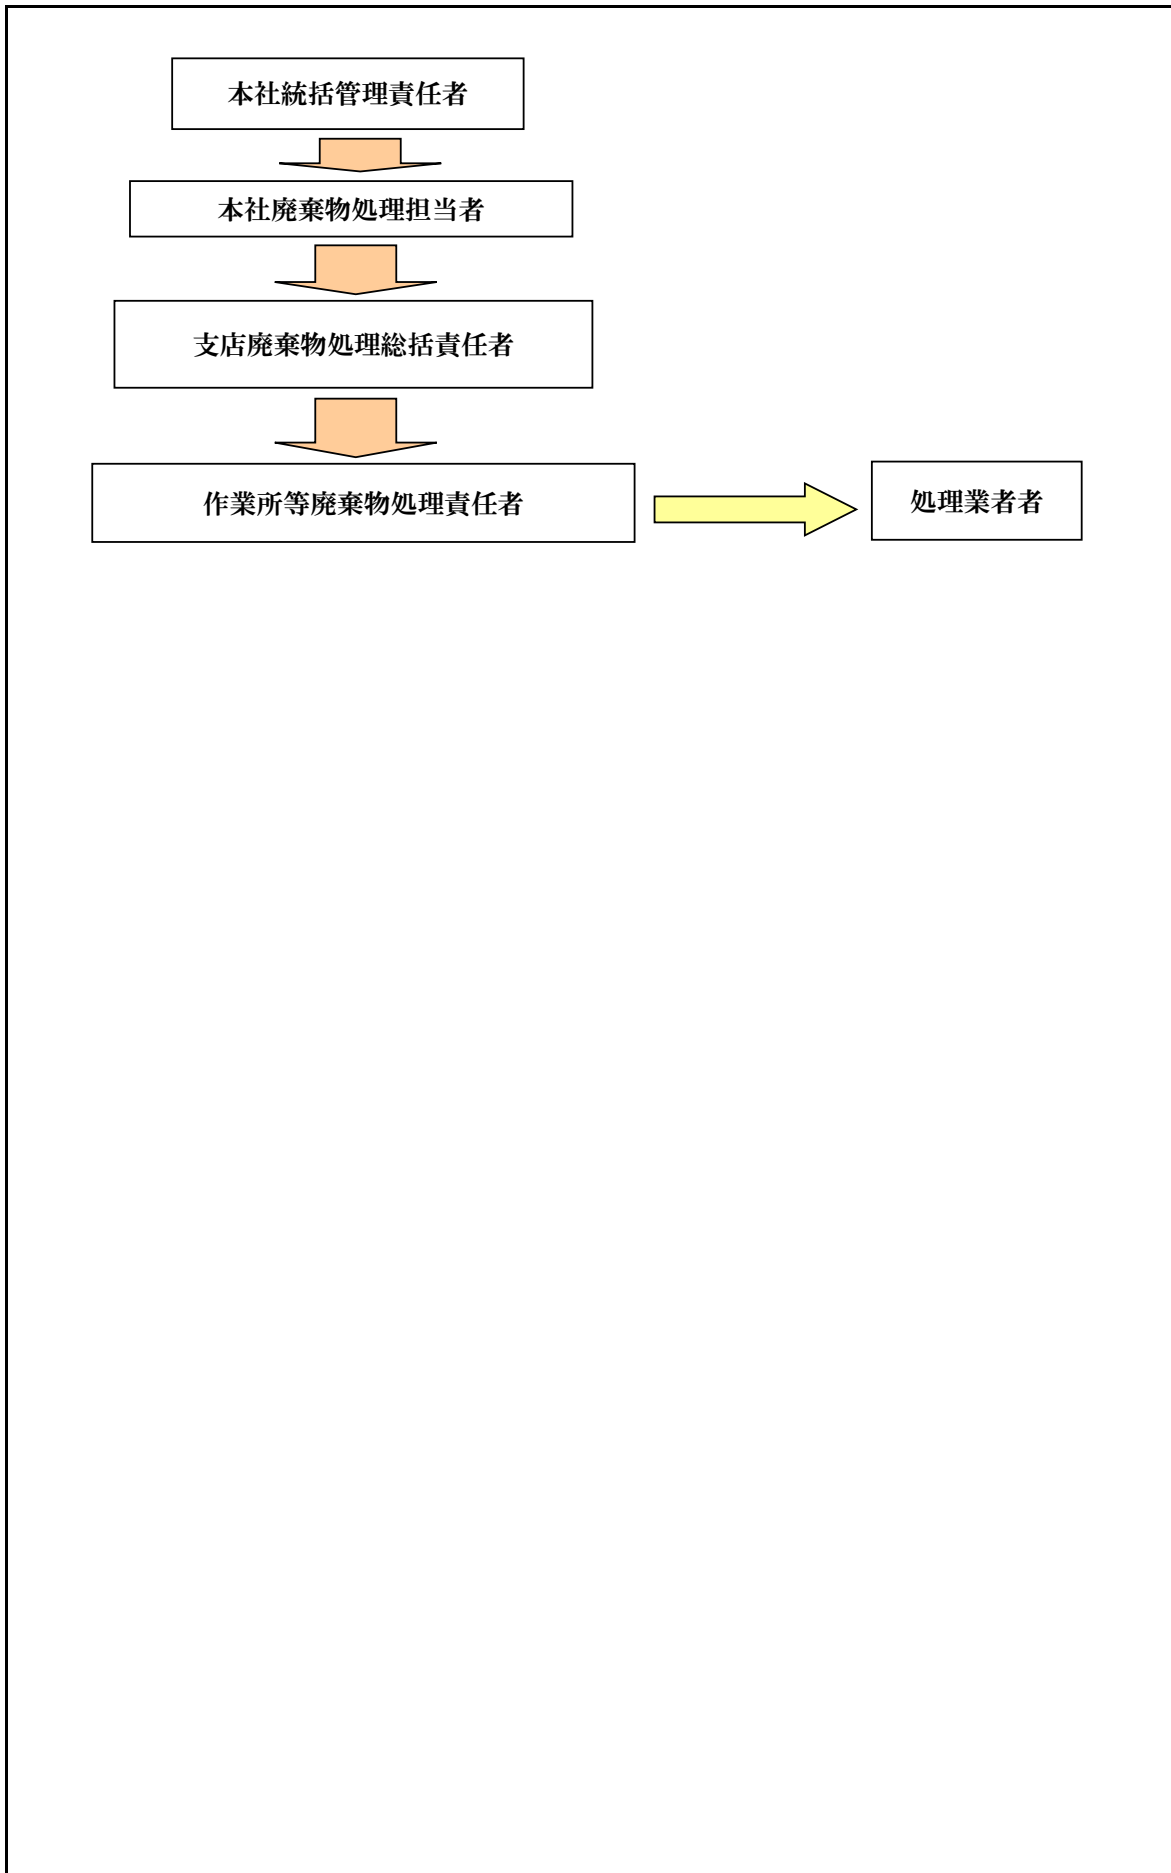 本社統括管理責任者
本社廃棄物処理担当者
支店廃棄物処理総括責任者
作業所等廃棄物処理責任者
処理業者者